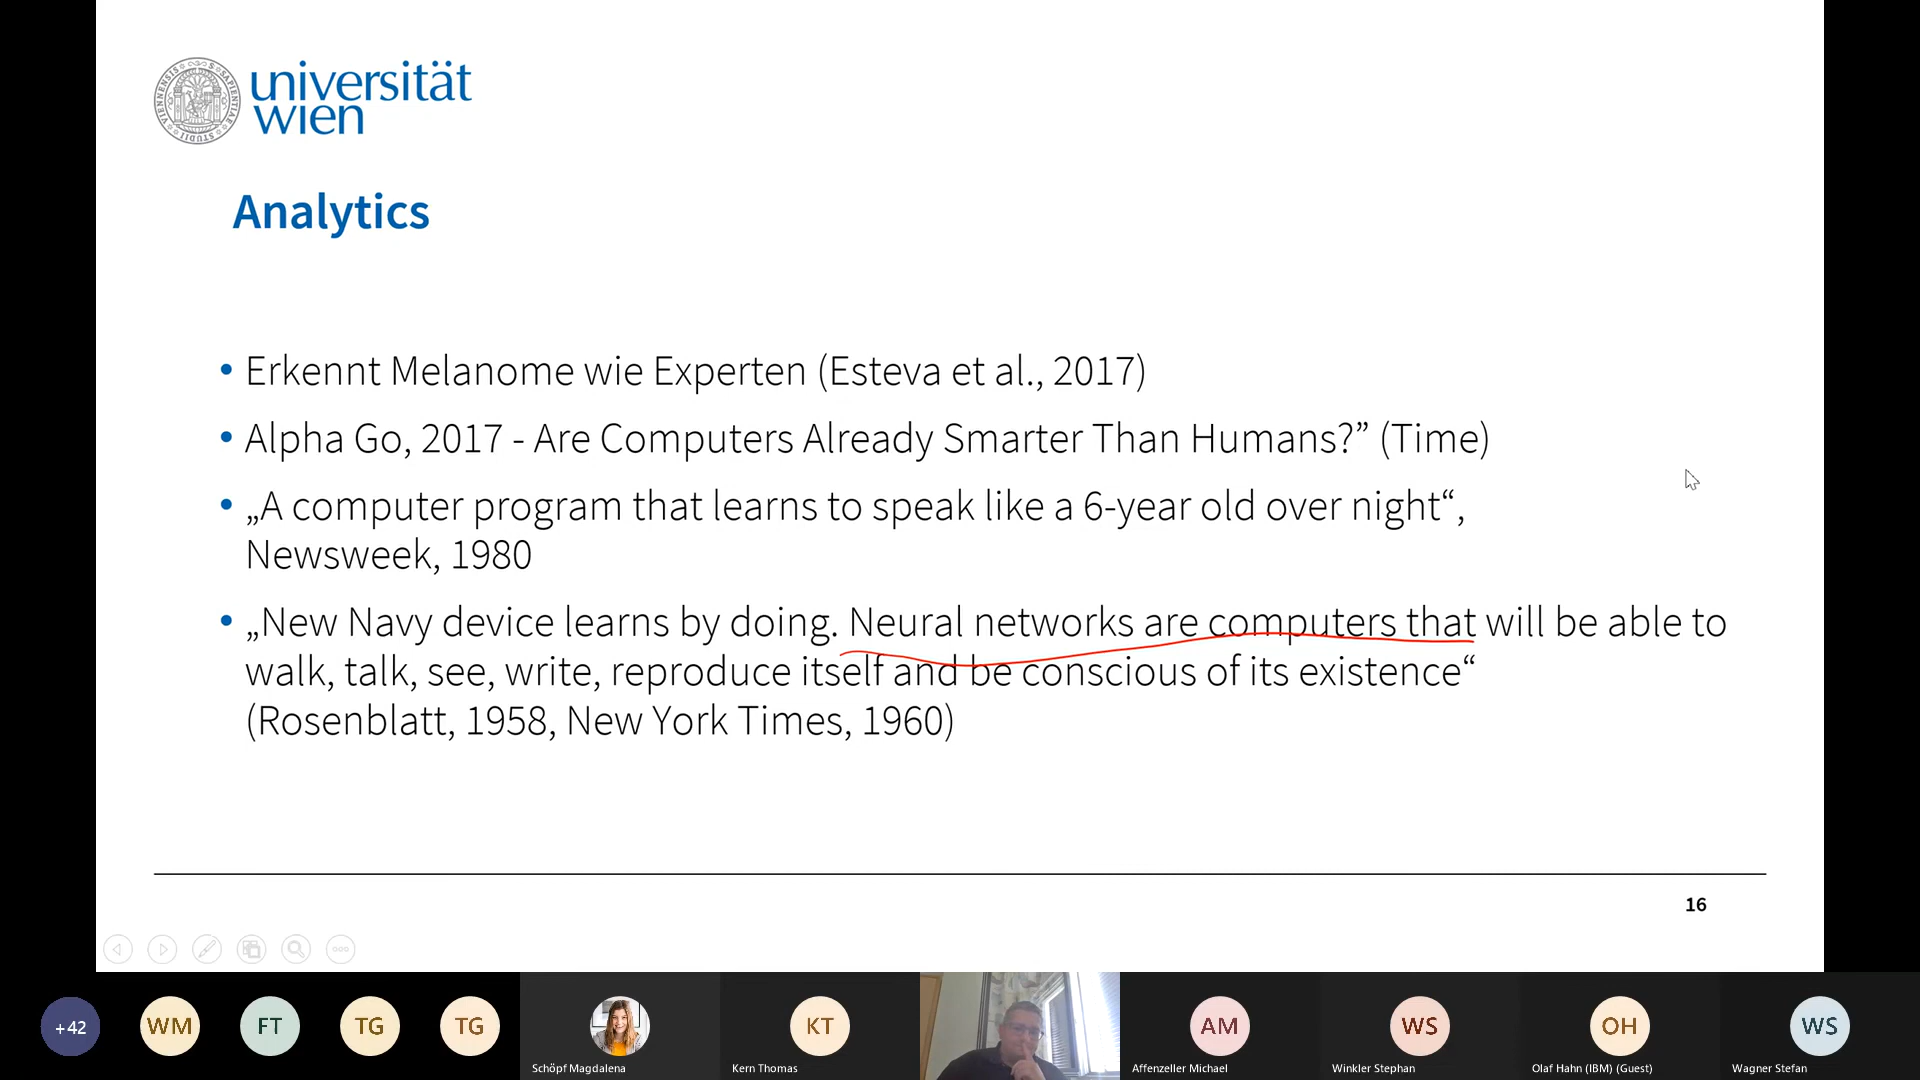 universität
wien
Analytics
• Erkennt Melanome wie Experten (Esteva et al., 2017)
• Alpha Go, 2017 - Are Computers Already Smarter Than Humans?” (Time)
• „A computer program that learns to speak like a 6-year old over night“,
Newsweek, 1980
• „New Navy device learns by doing. Neural networks are computers that will be able to
walk, talk, see, write, reproduce itself and be conscious of its existence“
(Rosenblatt, 1958, New York Times, 1960)
16
+42
WM
FT
TG
TG
Schöpf Magdalena
KT
Kern Thomas
AM
Affenzeller Michael
WS
Winkler Stephan
OH
Olaf Hahn (IBM) (Guest)
WS
Wagner Stefan